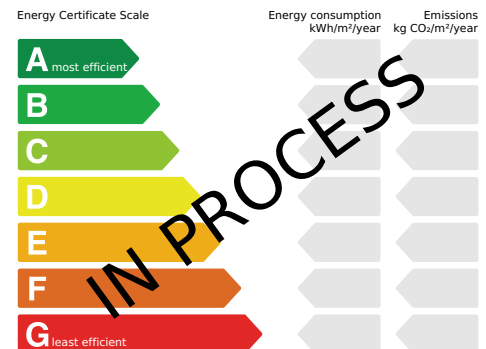 Energy Certificate Scale
Energy consumption
kWh/m²/year
Emissions
kg CO₂/m²/year
A most efficient
B
C
D
E
F
G least efficient
IN PROCESS